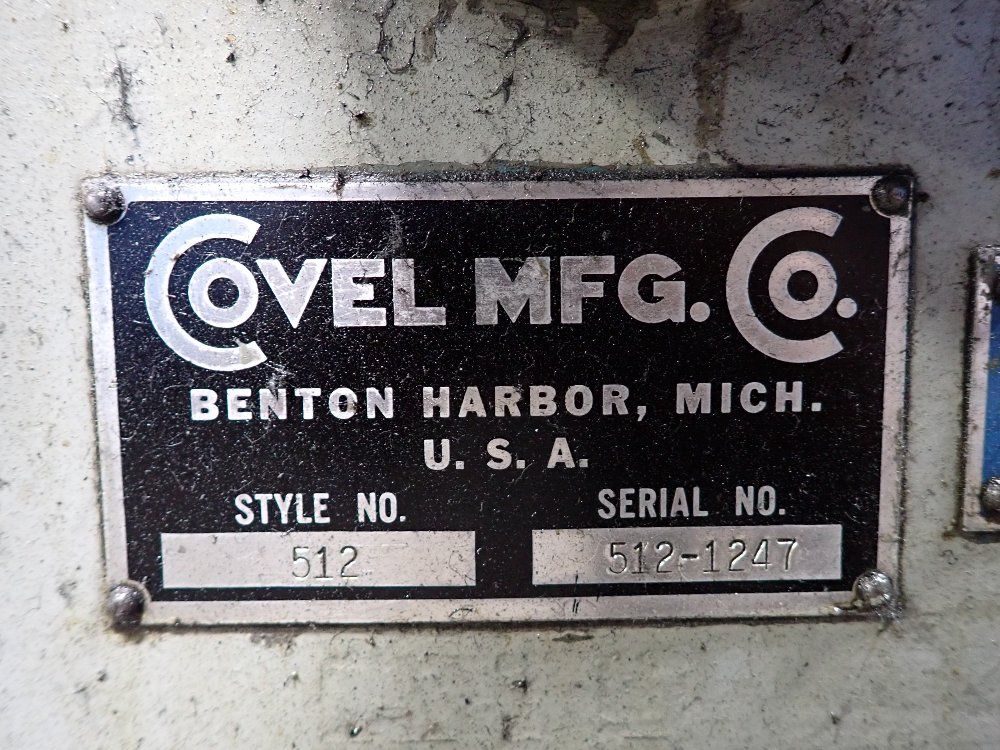 COVEL MFG. CO.
BENTON HARBOR, MICH.
U. S. A.
STYLE NO. SERIAL NO.
512 512-1247